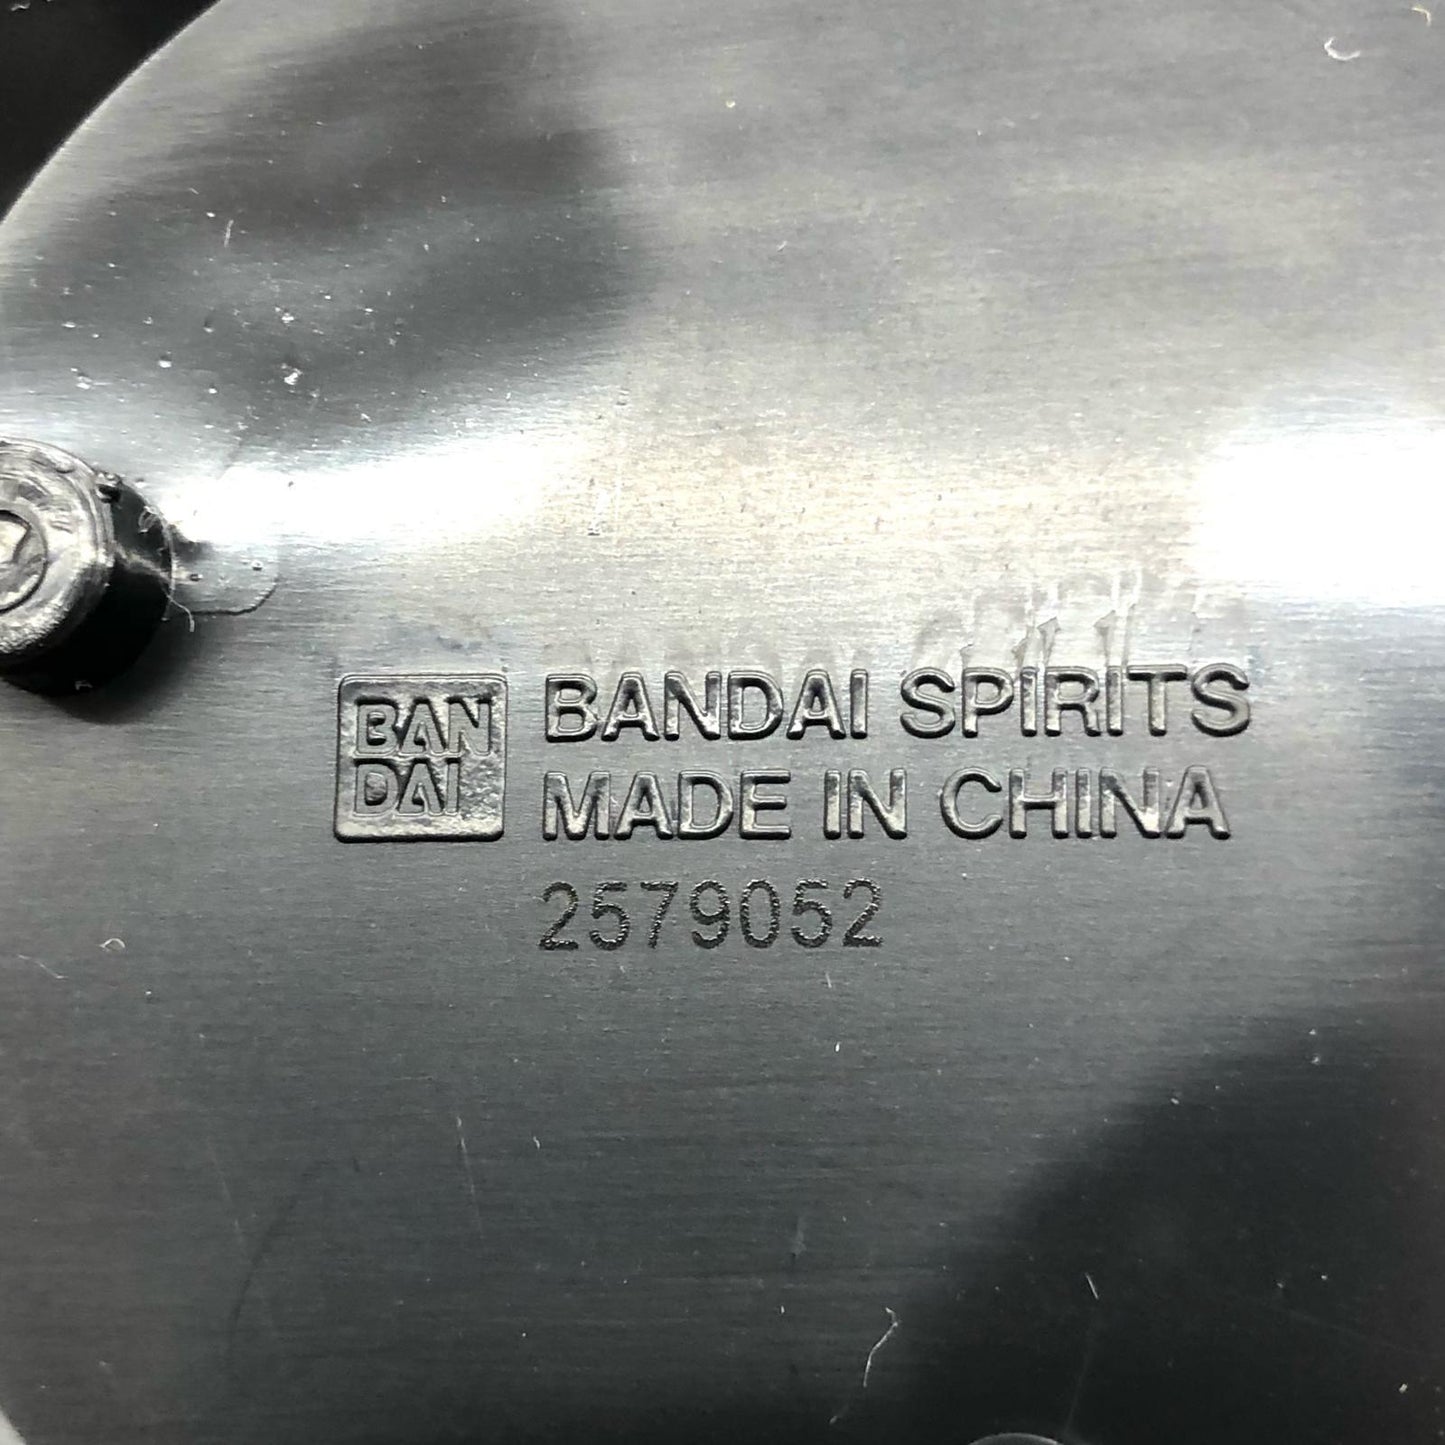 BAN
DAI
BANDAI SPIRITS
MADE IN CHINA
2579052